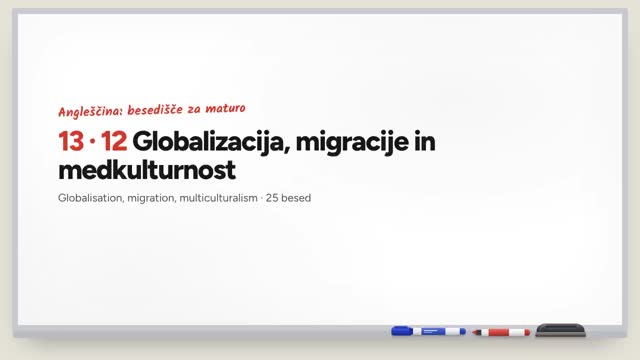 Angleščina: besedišče za maturo
13 · 12 Globalizacija, migracije in
medkulturnost
Globalisation, migration, multiculturalism · 25 besed